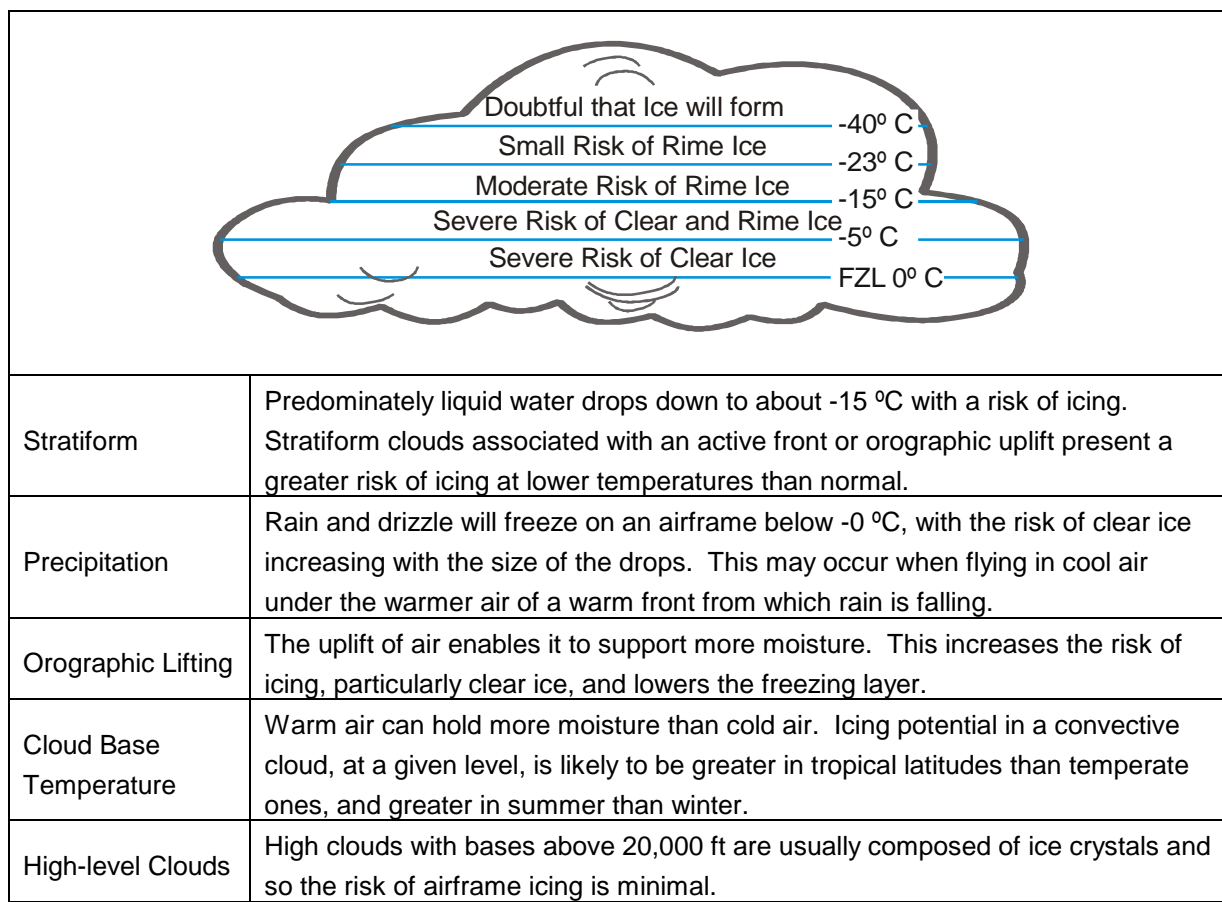 Doubtful that Ice will form
-40º C
Small Risk of Rime Ice
-23º C
Moderate Risk of Rime Ice
-15º C
Severe Risk of Clear and Rime Ice
-5º C
Severe Risk of Clear Ice
FZL 0º C
Stratiform
Predominately liquid water drops down to about -15 ºC with a risk of icing.
Stratiform clouds associated with an active front or orographic uplift present a
greater risk of icing at lower temperatures than normal.
Precipitation
Rain and drizzle will freeze on an airframe below -0 ºC, with the risk of clear ice
increasing with the size of the drops.  This may occur when flying in cool air
under the warmer air of a warm front from which rain is falling.
Orographic Lifting
The uplift of air enables it to support more moisture.  This increases the risk of
icing, particularly clear ice, and lowers the freezing layer.
Cloud Base
Temperature
Warm air can hold more moisture than cold air.  Icing potential in a convective
cloud, at a given level, is likely to be greater in tropical latitudes than temperate
ones, and greater in summer than winter.
High-level Clouds
High clouds with bases above 20,000 ft are usually composed of ice crystals and
so the risk of airframe icing is minimal.